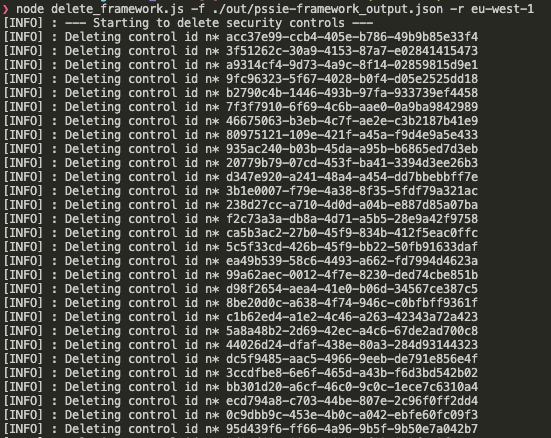 ❯ node delete_framework.js -f ./out/pssie-framework_output.json -r eu-west-1
[INFO] : --- Starting to delete security controls ---
[INFO] : Deleting control id n* acc37e99-ccb4-405e-b786-49b9b85e33f4
[INFO] : Deleting control id n* 3f51262c-30a9-4153-87a7-e02841415473
[INFO] : Deleting control id n* a9314cf4-9d73-4a9c-8f14-02859815d9e1
[INFO] : Deleting control id n* 9fc96323-5f67-4028-b0f4-d05e2525dd18
[INFO] : Deleting control id n* b2790c4b-1446-493b-97fa-933739ef4458
[INFO] : Deleting control id n* 7f3f7910-6f69-4c6b-aae0-0a9ba9842989
[INFO] : Deleting control id n* 46675063-b3eb-4c7f-ae2e-c3b2187b41e9
[INFO] : Deleting control id n* 80975121-109e-421f-a45a-f9d4e9a5e433
[INFO] : Deleting control id n* 935ac240-b03b-45da-a95b-b6865ed7d3eb
[INFO] : Deleting control id n* 20779b79-07cd-453f-ba41-3394d3ee26b3
[INFO] : Deleting control id n* d347e920-a241-48a4-a454-dd7bbebbff7e
[INFO] : Deleting control id n* 3b1e0007-f79e-4a38-8f35-5fdf79a321ac
[INFO] : Deleting control id n* 238d27cc-a710-4d0d-a04b-e887d85a07ba
[INFO] : Deleting control id n* f2c73a3a-db8a-4d71-a5b5-28e9a42f9758
[INFO] : Deleting control id n* ca5b3ac2-27b0-45f9-834b-412f5eac0ffc
[INFO] : Deleting control id n* 5c5f33cd-426b-45f9-bb22-50fb91633daf
[INFO] : Deleting control id n* ea49b539-58c6-4493-a662-fd7994d4623a
[INFO] : Deleting control id n* 99a62aec-0012-4f7e-8230-ded74cbe851b
[INFO] : Deleting control id n* d98f2654-aea4-41e0-b06d-34567ce387c5
[INFO] : Deleting control id n* 8be20d0c-a638-4f74-946c-c0bfbff9361f
[INFO] : Deleting control id n* c1b62ed4-a1e2-4c46-a263-42343a72a423
[INFO] : Deleting control id n* 5a8a48b2-2d69-42ec-a4c6-67de2ad700c8
[INFO] : Deleting control id n* 44026d24-dfaf-438e-80a3-284d93144323
[INFO] : Deleting control id n* dc5f9485-aac5-4966-9eeb-de791e856e4f
[INFO] : Deleting control id n* 3ccdfbe8-6e6f-465d-a43b-f6d3bd542b02
[INFO] : Deleting control id n* bb301d20-a6cf-46c0-9c0c-1ece7c6310a4
[INFO] : Deleting control id n* ecd794a8-c703-44be-807e-2c96f0ff2dd4
[INFO] : Deleting control id n* 0c9dbb9c-453e-4b0c-a042-ebfe60fc09f3
[INFO] : Deleting control id n* 95d439f6-ff66-4a96-9b5f-9b50e7a042b7